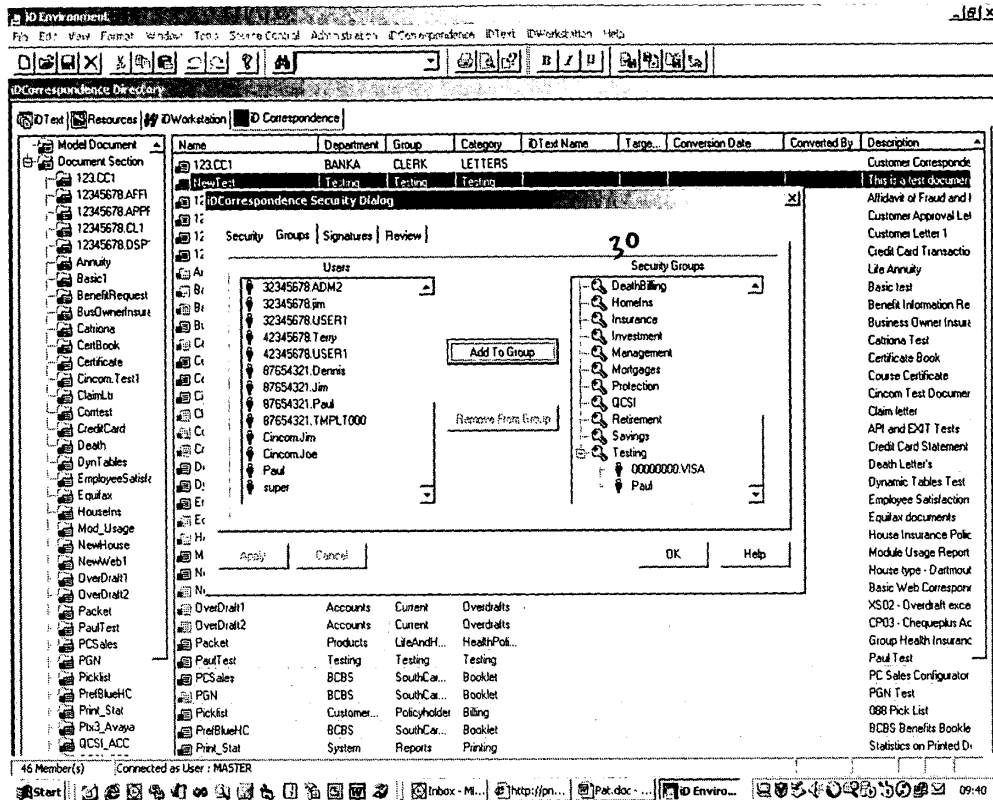 iD Environment
File Edit View Format Window Tools Source Control Administration iDCorrespondence iDText iDWorkstation Help
B I U
iDCorrespondence Directory
iDText Resources iDWorkstation iD Correspondence
Model Document
Document Section
123.CC1
12345678.AFFI
12345678.APPF
12345678.CL1
12345678.DSP
Annuity
Basic1
BenefitRequest
BusOwnerInsura
Catriona
CertBook
Certificate
Cincom.Test1
ClaimLtr
Contest
CreditCard
Death
DynTables
EmployeeSatisfa
Equifax
HouseIns
Mod_Usage
NewHouse
NewWeb1
OverDraft1
OverDraft2
Packet
PaulTest
PCSales
PGN
Picklist
PrefBlueHC
Print_Stat
Ptx3_Avaya
QCSI_ACC
Name Department Group Category iDText Name Targe... Conversion Date Converted By Description
123.CC1 BANKA CLERK LETTERS Customer Corresponde
NewTest Testing Testing Testing This is a test documen
Affidavit of Fraud and
Customer Approval Let
Customer Letter 1
Credit Card Transactio
Life Annuity
Basic test
Benefit Information Re
Business Owner Insura
Catriona Test
Certificate Book
Course Certificate
Cincom Test Documer
Claim letter
API and EXIT Tests
Credit Card Statement
Death Letter's
Dynamic Tables Test
Employee Satisfaction
Equifax documents
House Insurance Polic
Module Usage Report
House type - Dartmout
Basic Web Correspon
OverDraft1 Accounts Current Overdrafts XS02 - Overdraft exce
OverDraft2 Accounts Current Overdrafts CP03 - Chequeplus Ac
Packet Products LifeAndH... HealthPoli... Group Health Insuranc
PaulTest Testing Testing Testing Paul Test
PCSales BCBS SouthCar... Booklet PC Sales Configurator
PGN BCBS SouthCar... Booklet PGN Test
Picklist Customer... Policyholder Billing 088 Pick List
PrefBlueHC BCBS SouthCar... Booklet BCBS Benefits Bookle
Print_Stat System Reports Printing Statistics on Printed D
iDCorrespondence Security Dialog
Security Groups Signatures Review
30
Users
32345678.ADM2
32345678.jim
32345678.USER1
42345678.Terry
42345678.USER1
87654321.Dennis
87654321.Jim
87654321.Paul
87654321.TMPLT000
Cincom.Jim
Cincom.Joe
Paul
super
Add To Group
Remove From Group
Security Groups
DeathBilling
HomeIns
Insurance
Investment
Management
Mortgages
Protection
QCSI
Retirement
Savings
Testing
00000000.VISA
Paul
Apply Cancel OK Help
46 Member(s) Connected as User : MASTER
Start Inbox - Mi... http://pn... Pat.doc - ... iD Enviro... 09:40